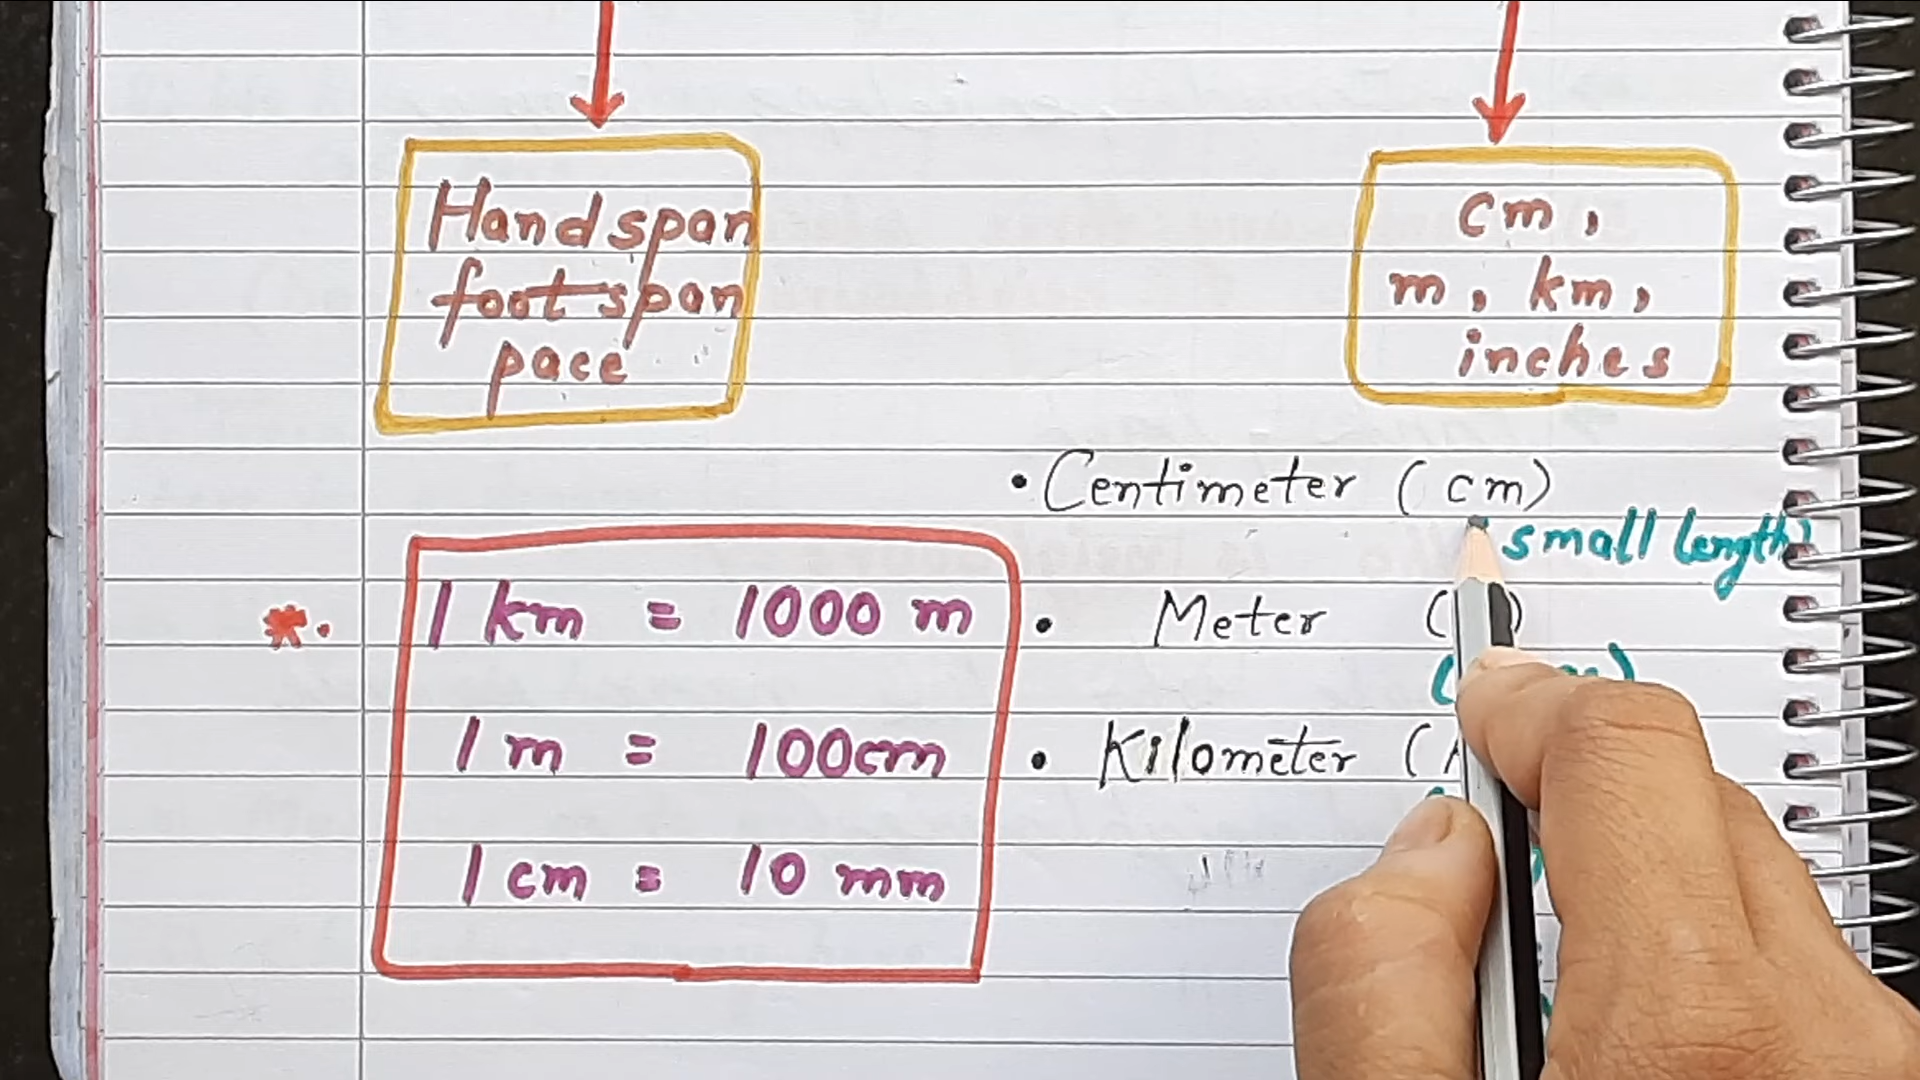 Handspan
foot span
pace
cm,
m, km,
inches
• Centimeter (cm)
small length)
*. 1 km = 1000 m
1 m = 100cm
1 cm = 10 mm
• Meter ( )
• Kilometer (